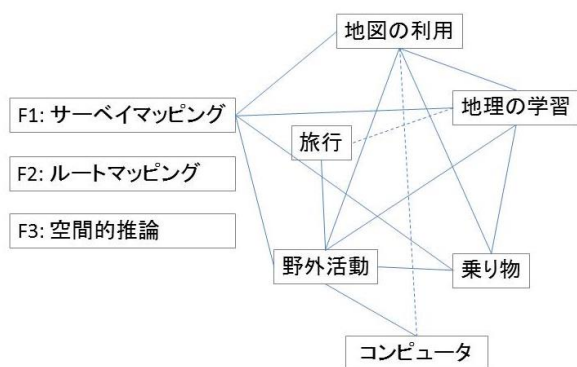 地図の利用
F1: サーベイマッピング
地理の学習
旅行
F2: ルートマッピング
F3: 空間的推論
野外活動
乗り物
コンピュータ